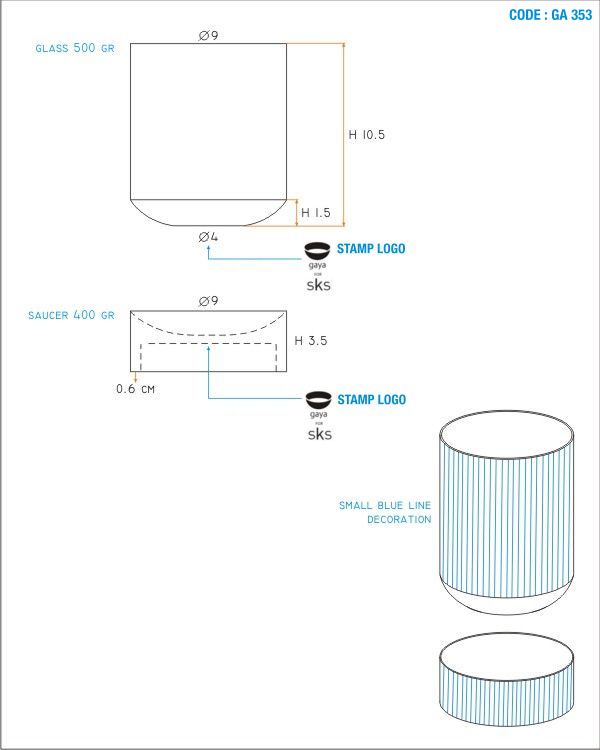 CODE : GA 353
GLASS 500 GR
Ø9
H 10.5
H 1.5
Ø4
STAMP LOGO
gaya
FOR
sks
Ø9
SAUCER 400 GR
H 3.5
0.6 CM
STAMP LOGO
gaya
FOR
sks
SMALL BLUE LINE
DECORATION